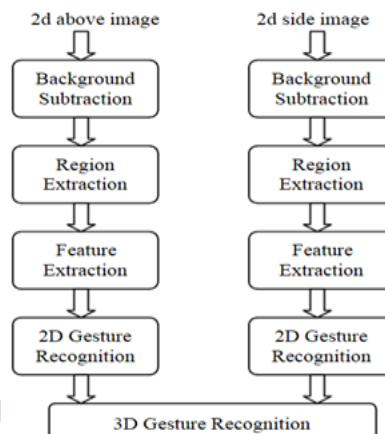 2d above image
2d side image
Background
Subtraction
Background
Subtraction
Region
Extraction
Region
Extraction
Feature
Extraction
Feature
Extraction
2D Gesture
Recognition
2D Gesture
Recognition
3D Gesture Recognition